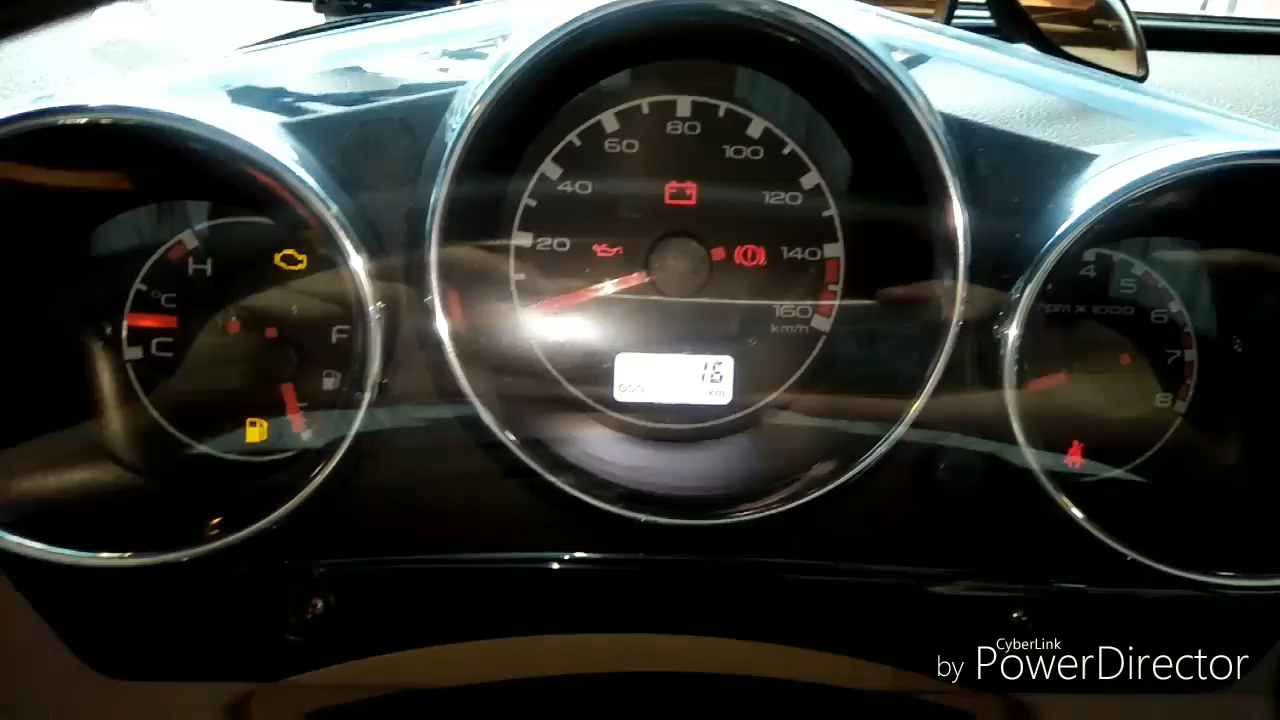 H
°C
C
F
20
40
60
80
100
120
140
160
km/h
ODO
km
4
5
6
7
8
rpm x 1000
CyberLink
by PowerDirector